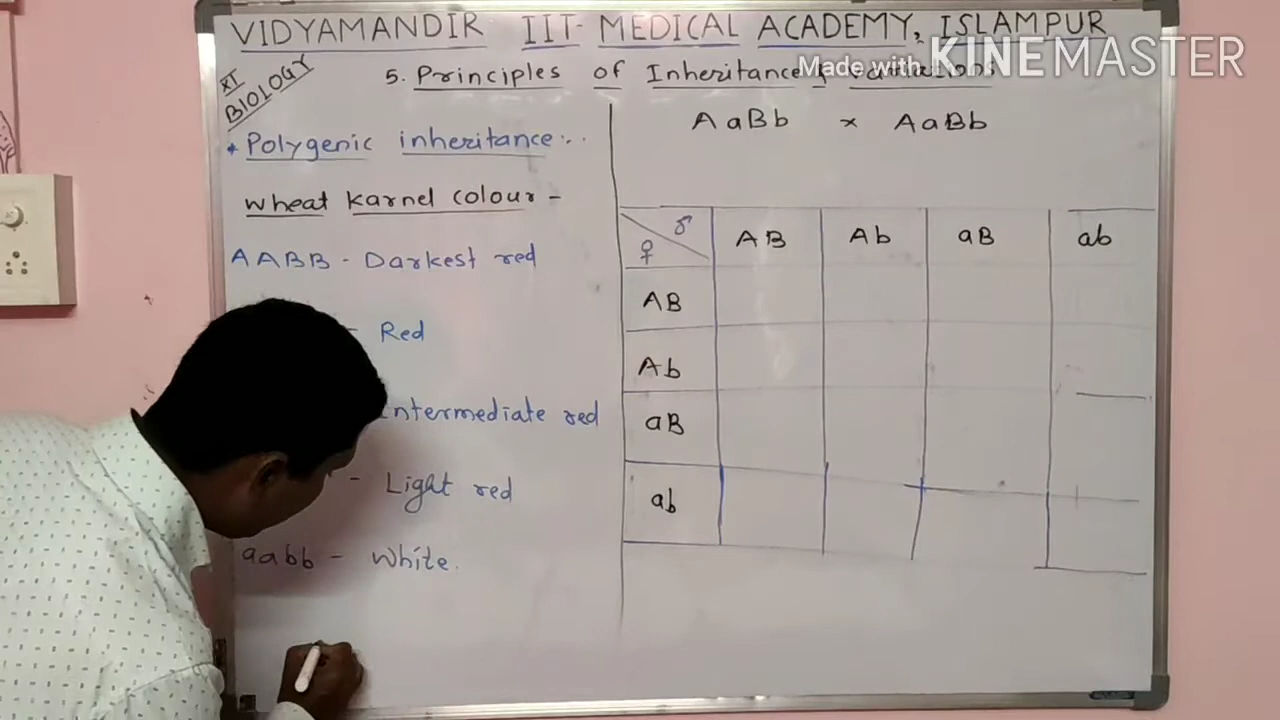 VIDYAMANDIR IIT- MEDICAL ACADEMY, ISLAMPUR
Made with KINEMASTER
XI
BIOLOGY
5. Principles of Inheritance & Variations
* Polygenic inheritance:..
Wheat Karnel colour -
AABB - Darkest red
- Red
Intermediate red
- Light red
aabb - White.
AaBb × AaBb
♀ ♂ AB Ab aB ab
AB
Ab
aB
ab